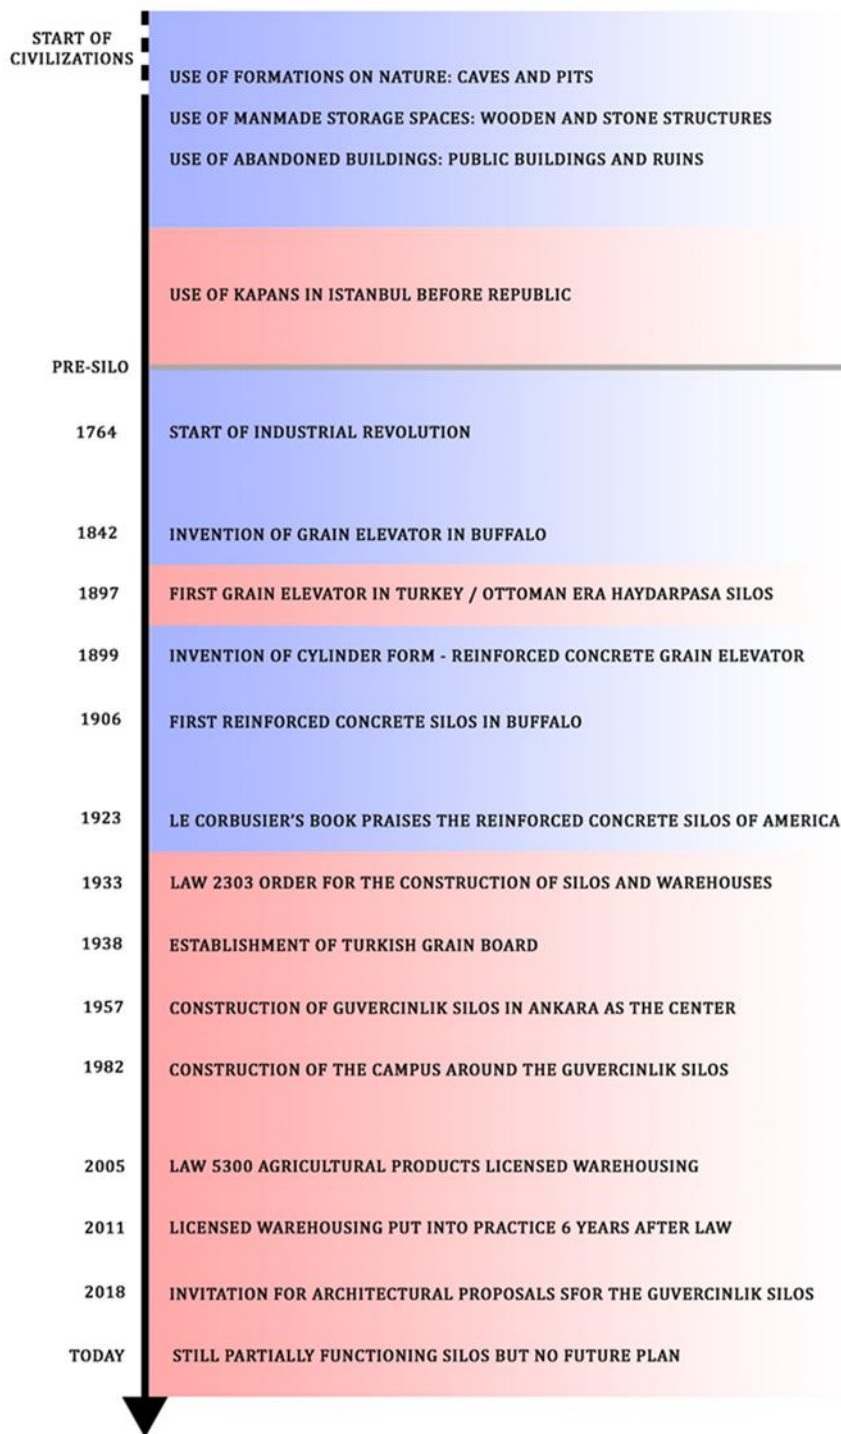 START OF
CIVILIZATIONS
USE OF FORMATIONS ON NATURE: CAVES AND PITS
USE OF MANMADE STORAGE SPACES: WOODEN AND STONE STRUCTURES
USE OF ABANDONED BUILDINGS: PUBLIC BUILDINGS AND RUINS
USE OF KAPANS IN ISTANBUL BEFORE REPUBLIC
PRE-SILO
1764 START OF INDUSTRIAL REVOLUTION
1842 INVENTION OF GRAIN ELEVATOR IN BUFFALO
1897 FIRST GRAIN ELEVATOR IN TURKEY / OTTOMAN ERA HAYDARPASA SILOS
1899 INVENTION OF CYLINDER FORM - REINFORCED CONCRETE GRAIN ELEVATOR
1906 FIRST REINFORCED CONCRETE SILOS IN BUFFALO
1923 LE CORBUSIER'S BOOK PRAISES THE REINFORCED CONCRETE SILOS OF AMERICA
1933 LAW 2303 ORDER FOR THE CONSTRUCTION OF SILOS AND WAREHOUSES
1938 ESTABLISHMENT OF TURKISH GRAIN BOARD
1957 CONSTRUCTION OF GUVERCINLIK SILOS IN ANKARA AS THE CENTER
1982 CONSTRUCTION OF THE CAMPUS AROUND THE GUVERCINLIK SILOS
2005 LAW 5300 AGRICULTURAL PRODUCTS LICENSED WAREHOUSING
2011 LICENSED WAREHOUSING PUT INTO PRACTICE 6 YEARS AFTER LAW
2018 INVITATION FOR ARCHITECTURAL PROPOSALS SFOR THE GUVERCINLIK SILOS
TODAY STILL PARTIALLY FUNCTIONING SILOS BUT NO FUTURE PLAN